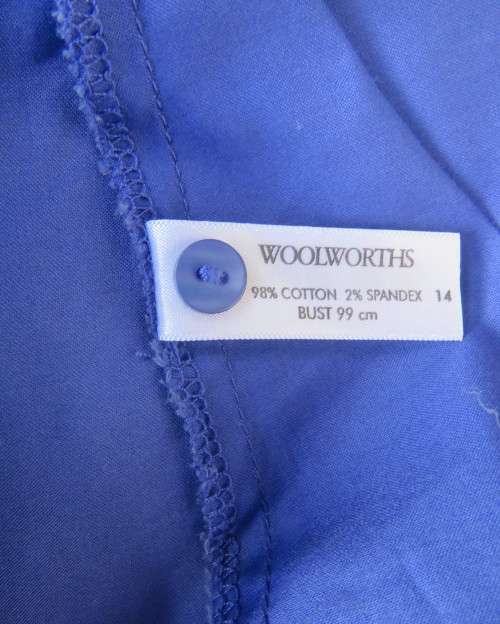 WOOLWORTHS
98% COTTON 2% SPANDEX 14
BUST 99 cm